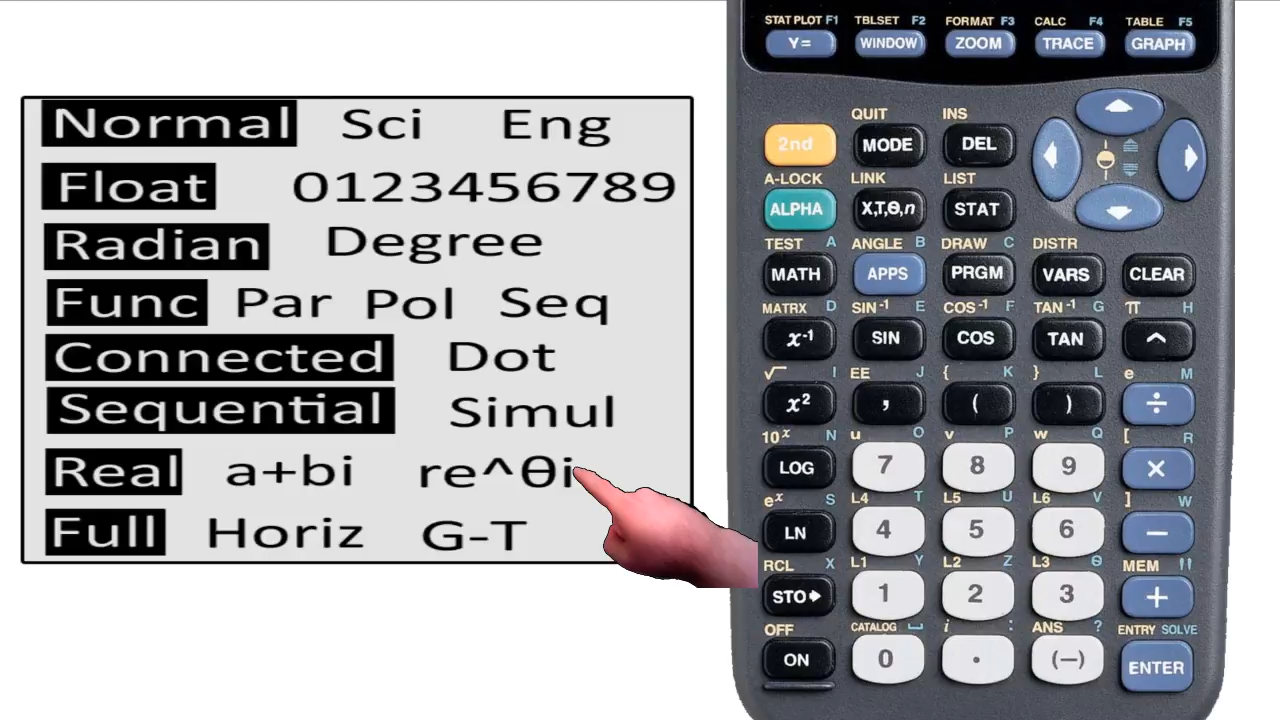 Normal Sci Eng
Float 0123456789
Radian Degree
Func Par Pol Seq
Connected Dot
Sequential Simul
Real a+bi re^θi
Full Horiz G-T
STAT PLOT F1 TBLSET F2 FORMAT F3 CALC F4 TABLE F5
Y= WINDOW ZOOM TRACE GRAPH
QUIT INS
2nd MODE DEL
A-LOCK LINK LIST
ALPHA X,T,Θ,n STAT
TEST A ANGLE B DRAW C DISTR
MATH APPS PRGM VARS CLEAR
MATRX D SIN⁻¹ E COS⁻¹ F TAN⁻¹ G π H
x⁻¹ SIN COS TAN ^
√ I EE J { K } L e M
x² , ( ) ÷
10ˣ N u O v P w Q [ R
LOG 7 8 9 ×
eˣ S L4 T L5 U L6 V ] W
LN 4 5 6 −
RCL X L1 Y L2 Z L3 Θ MEM "
STO▸ 1 2 3 +
OFF CATALOG ⎵ i : ANS ? ENTRY SOLVE
ON 0 . (−) ENTER